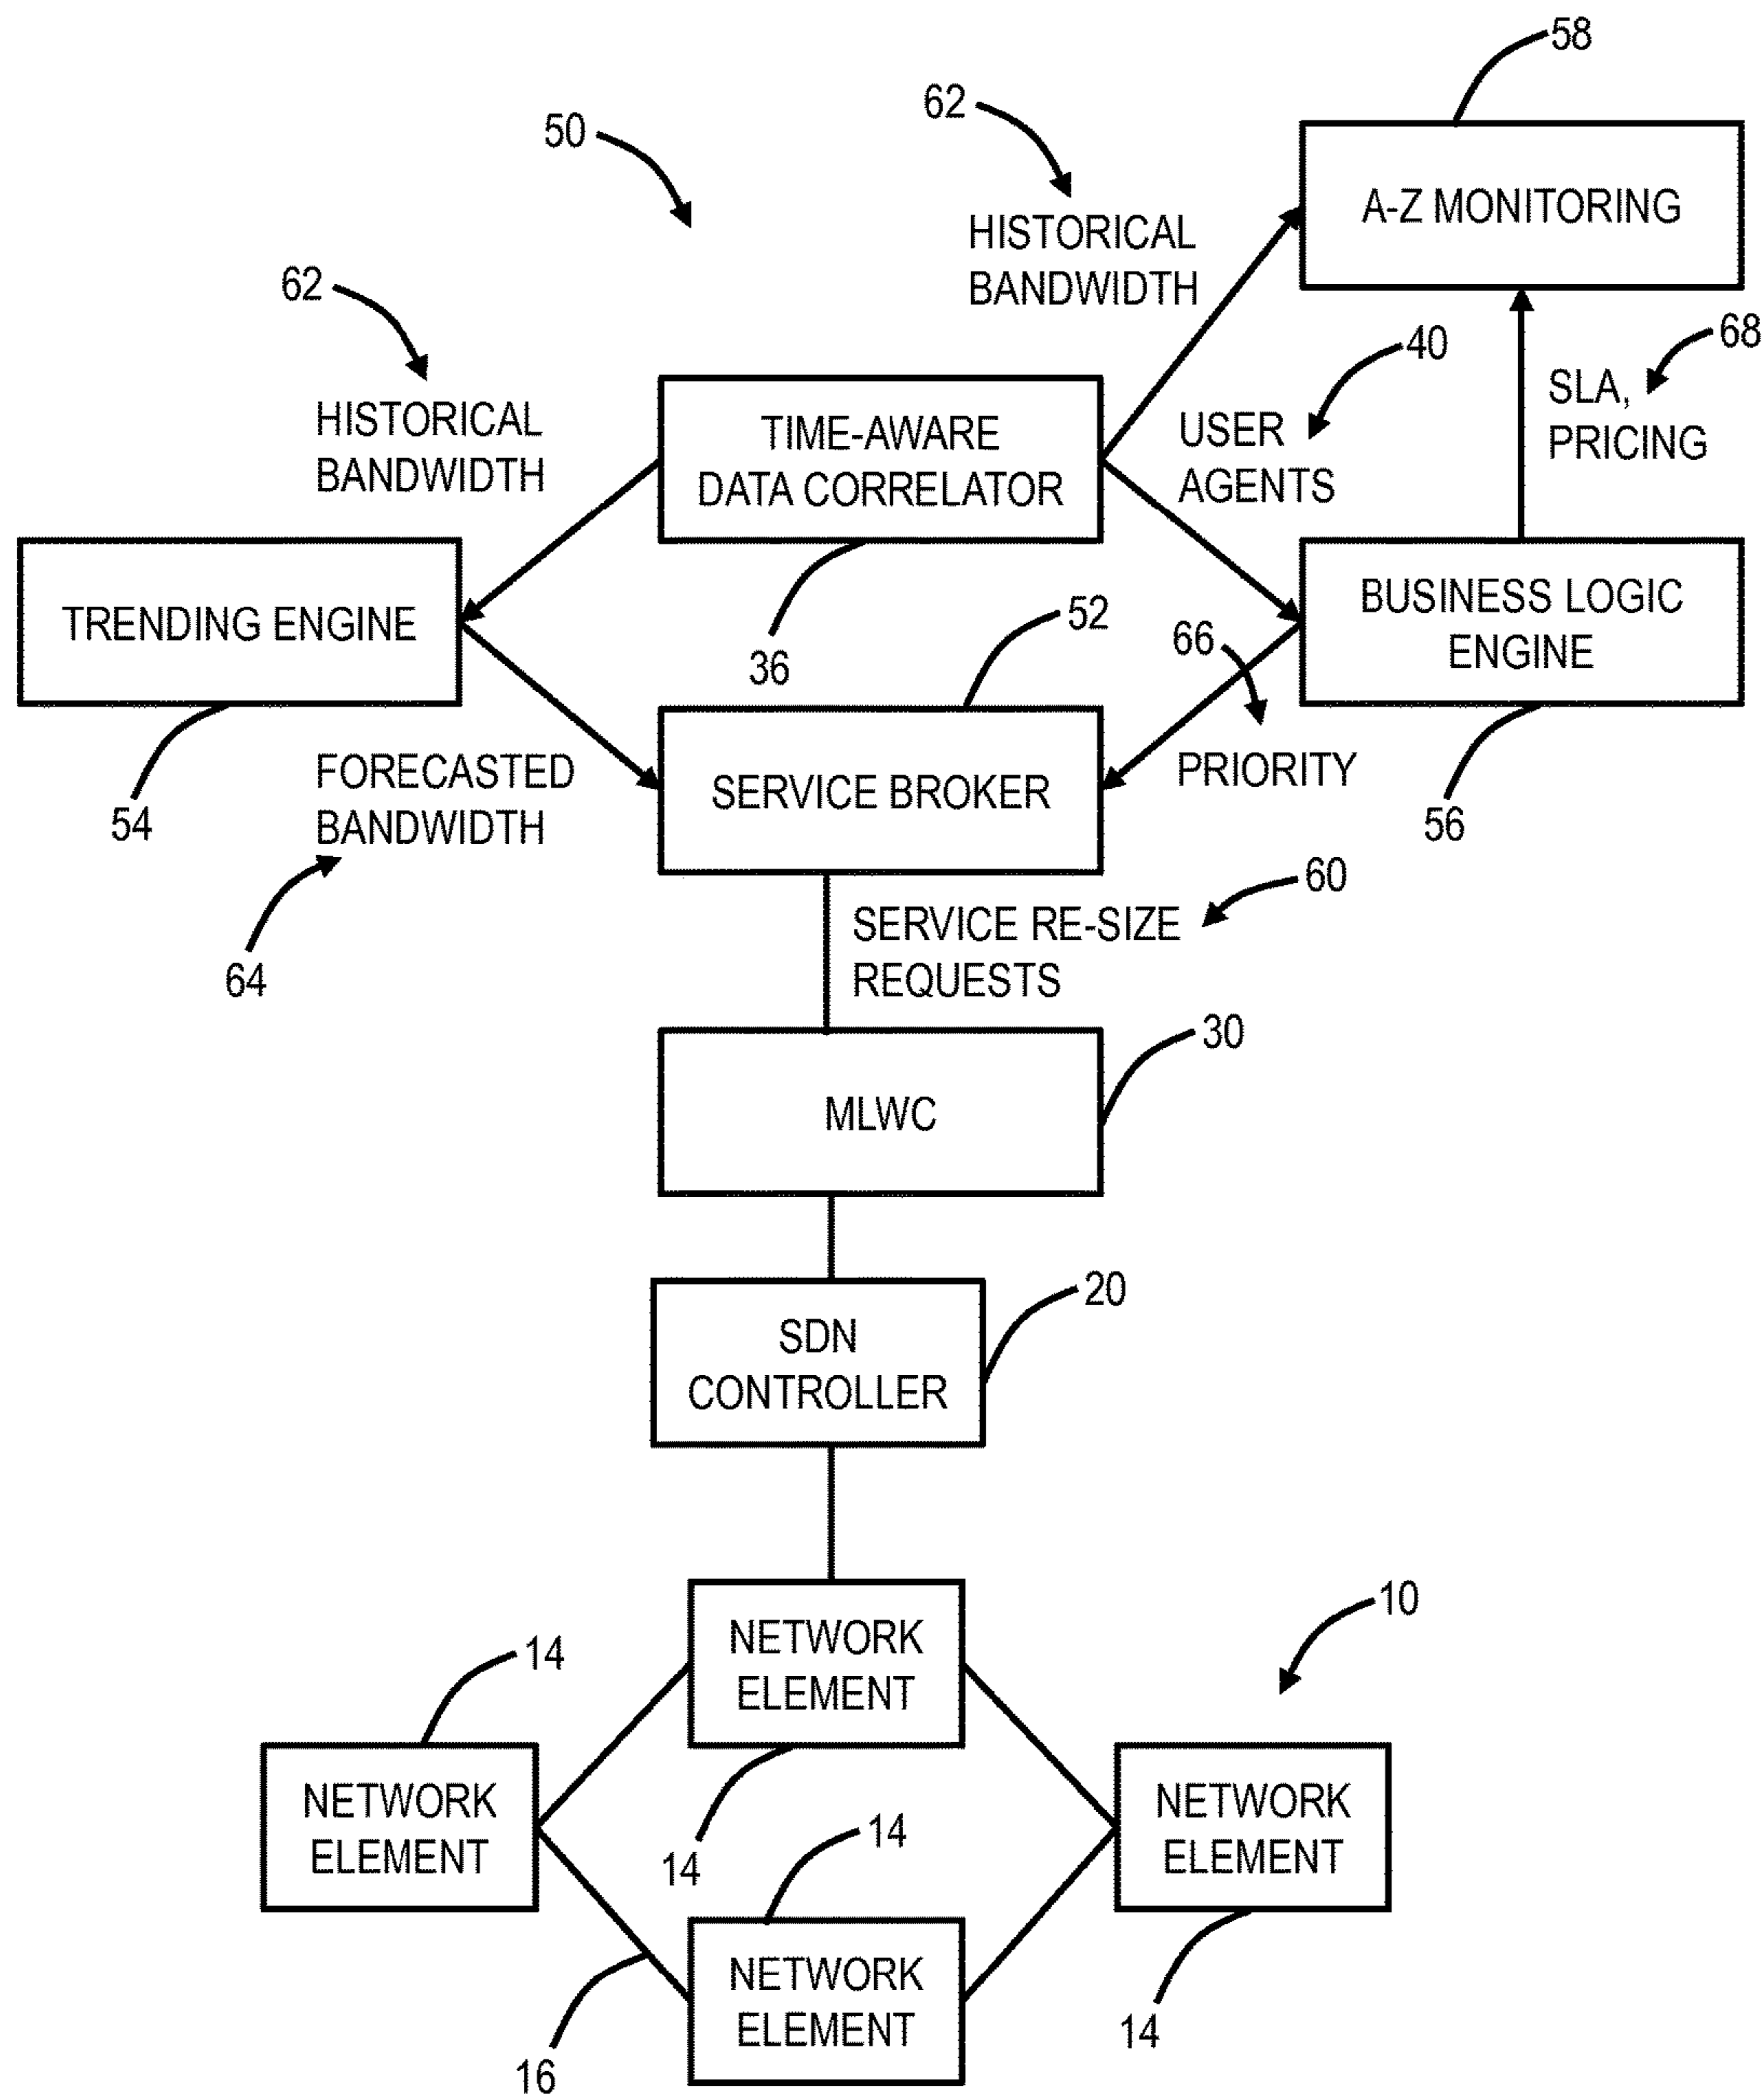 58
62
50
A-Z MONITORING
HISTORICAL
BANDWIDTH
62
40
68
SLA,
PRICING
HISTORICAL
BANDWIDTH
TIME-AWARE
DATA CORRELATOR
USER
AGENTS
TRENDING ENGINE
BUSINESS LOGIC
ENGINE
52
66
36
FORECASTED
BANDWIDTH
SERVICE BROKER
PRIORITY
54
56
60
64
SERVICE RE-SIZE
REQUESTS
30
MLWC
20
SDN
CONTROLLER
10
NETWORK
ELEMENT
14
NETWORK
ELEMENT
14
14
NETWORK
ELEMENT
NETWORK
ELEMENT
14
16